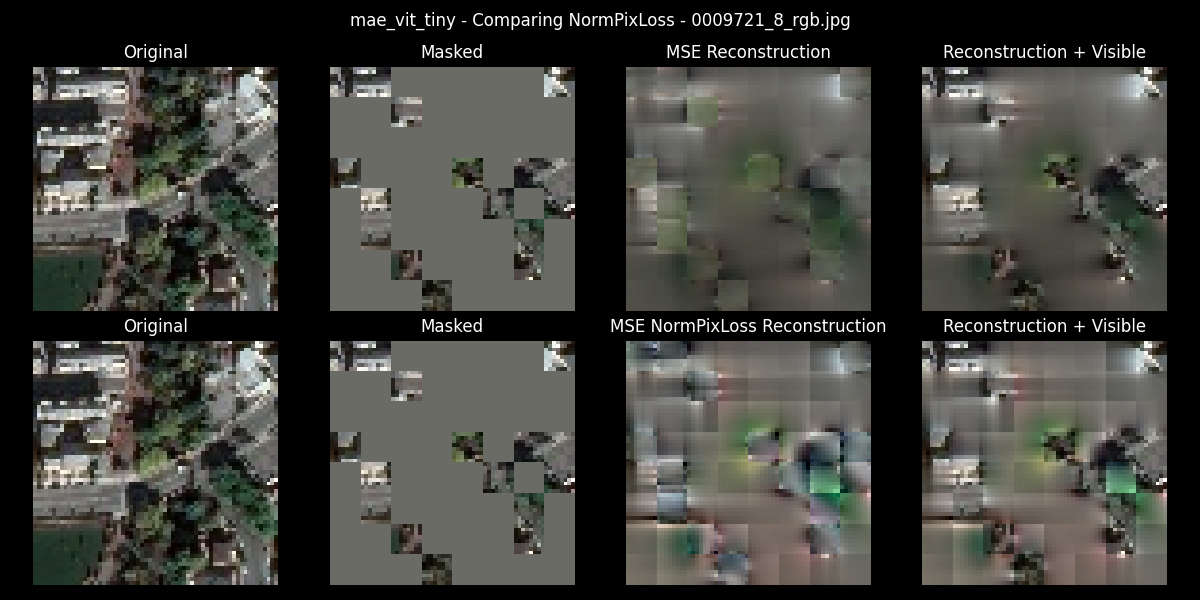 mae_vit_tiny - Comparing NormPixLoss - 0009721_8_rgb.jpg
Original
Masked
MSE Reconstruction
Reconstruction + Visible
Original
Masked
MSE NormPixLoss Reconstruction
Reconstruction + Visible